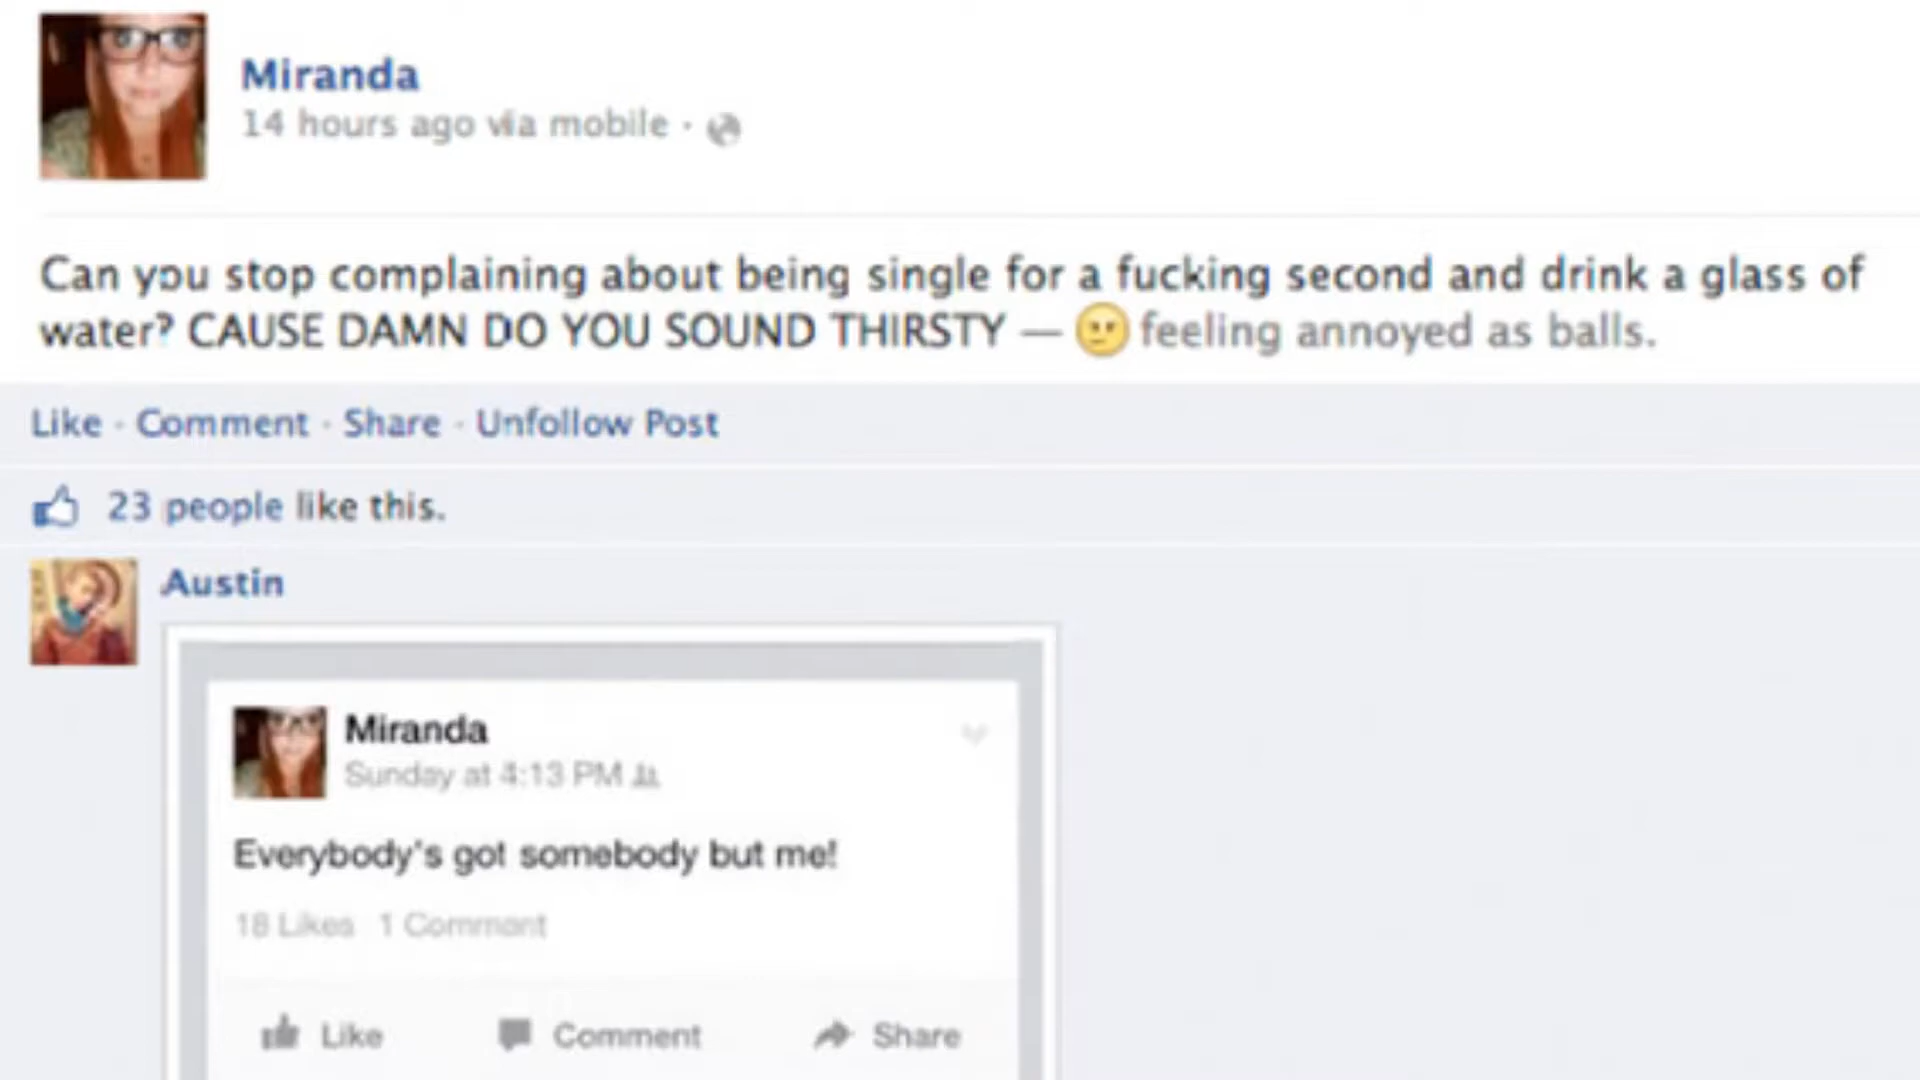 Miranda
14 hours ago via mobile ·
Can you stop complaining about being single for a fucking second and drink a glass of
water? CAUSE DAMN DO YOU SOUND THIRSTY — feeling annoyed as balls.
Like · Comment · Share · Unfollow Post
23 people like this.
Austin
Miranda
Sunday at 4:13 PM
Everybody's got somebody but me!
18 Likes 1 Comment
Like Comment Share